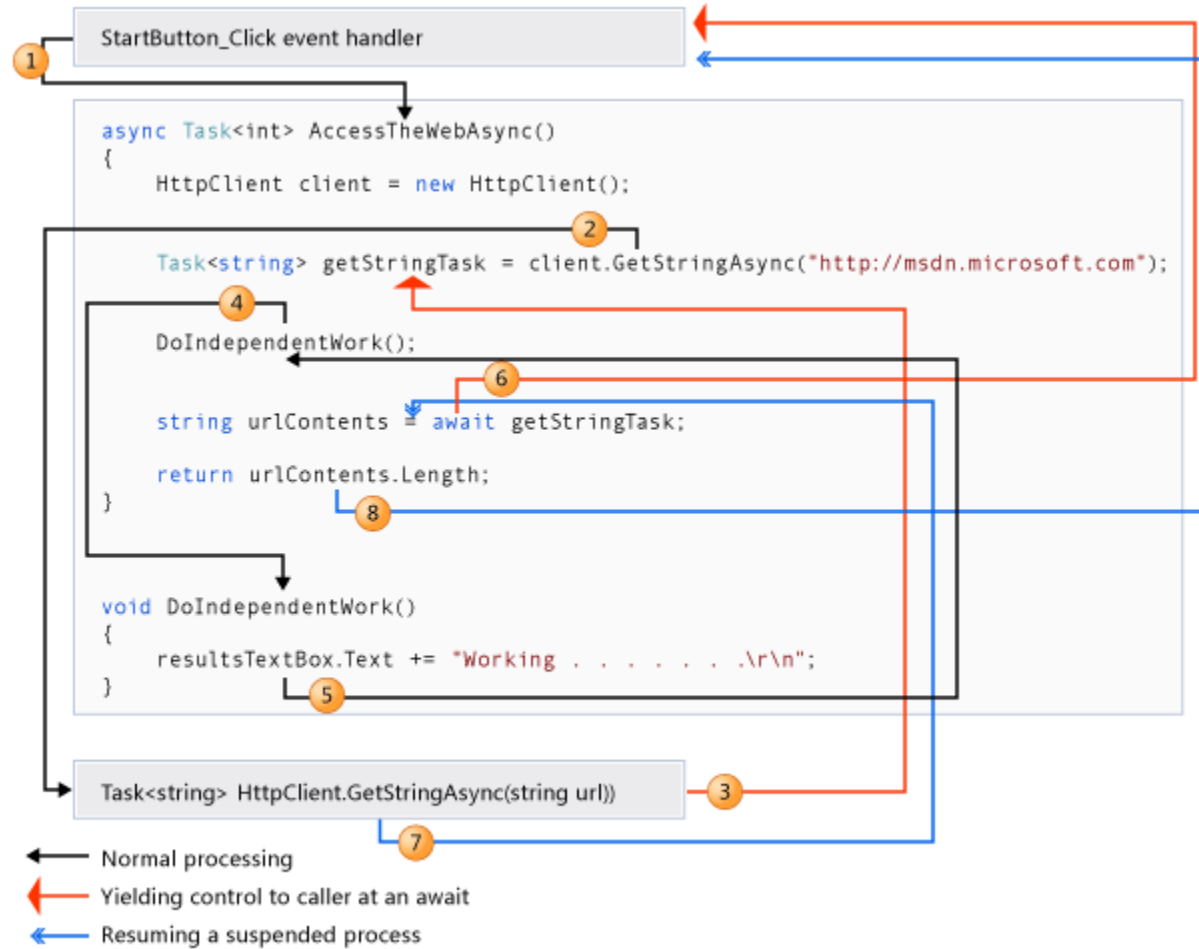 StartButton_Click event handler
1
async Task<int> AccessTheWebAsync()
{
HttpClient client = new HttpClient();
2
Task<string> getStringTask = client.GetStringAsync("http://msdn.microsoft.com");
4
DoIndependentWork();
6
string urlContents = await getStringTask;
return urlContents.Length;
}
8
void DoIndependentWork()
{
resultsTextBox.Text += "Working . . . . . . .\r\n";
}
5
Task<string> HttpClient.GetStringAsync(string url))
3
7
Normal processing
Yielding control to caller at an await
Resuming a suspended process